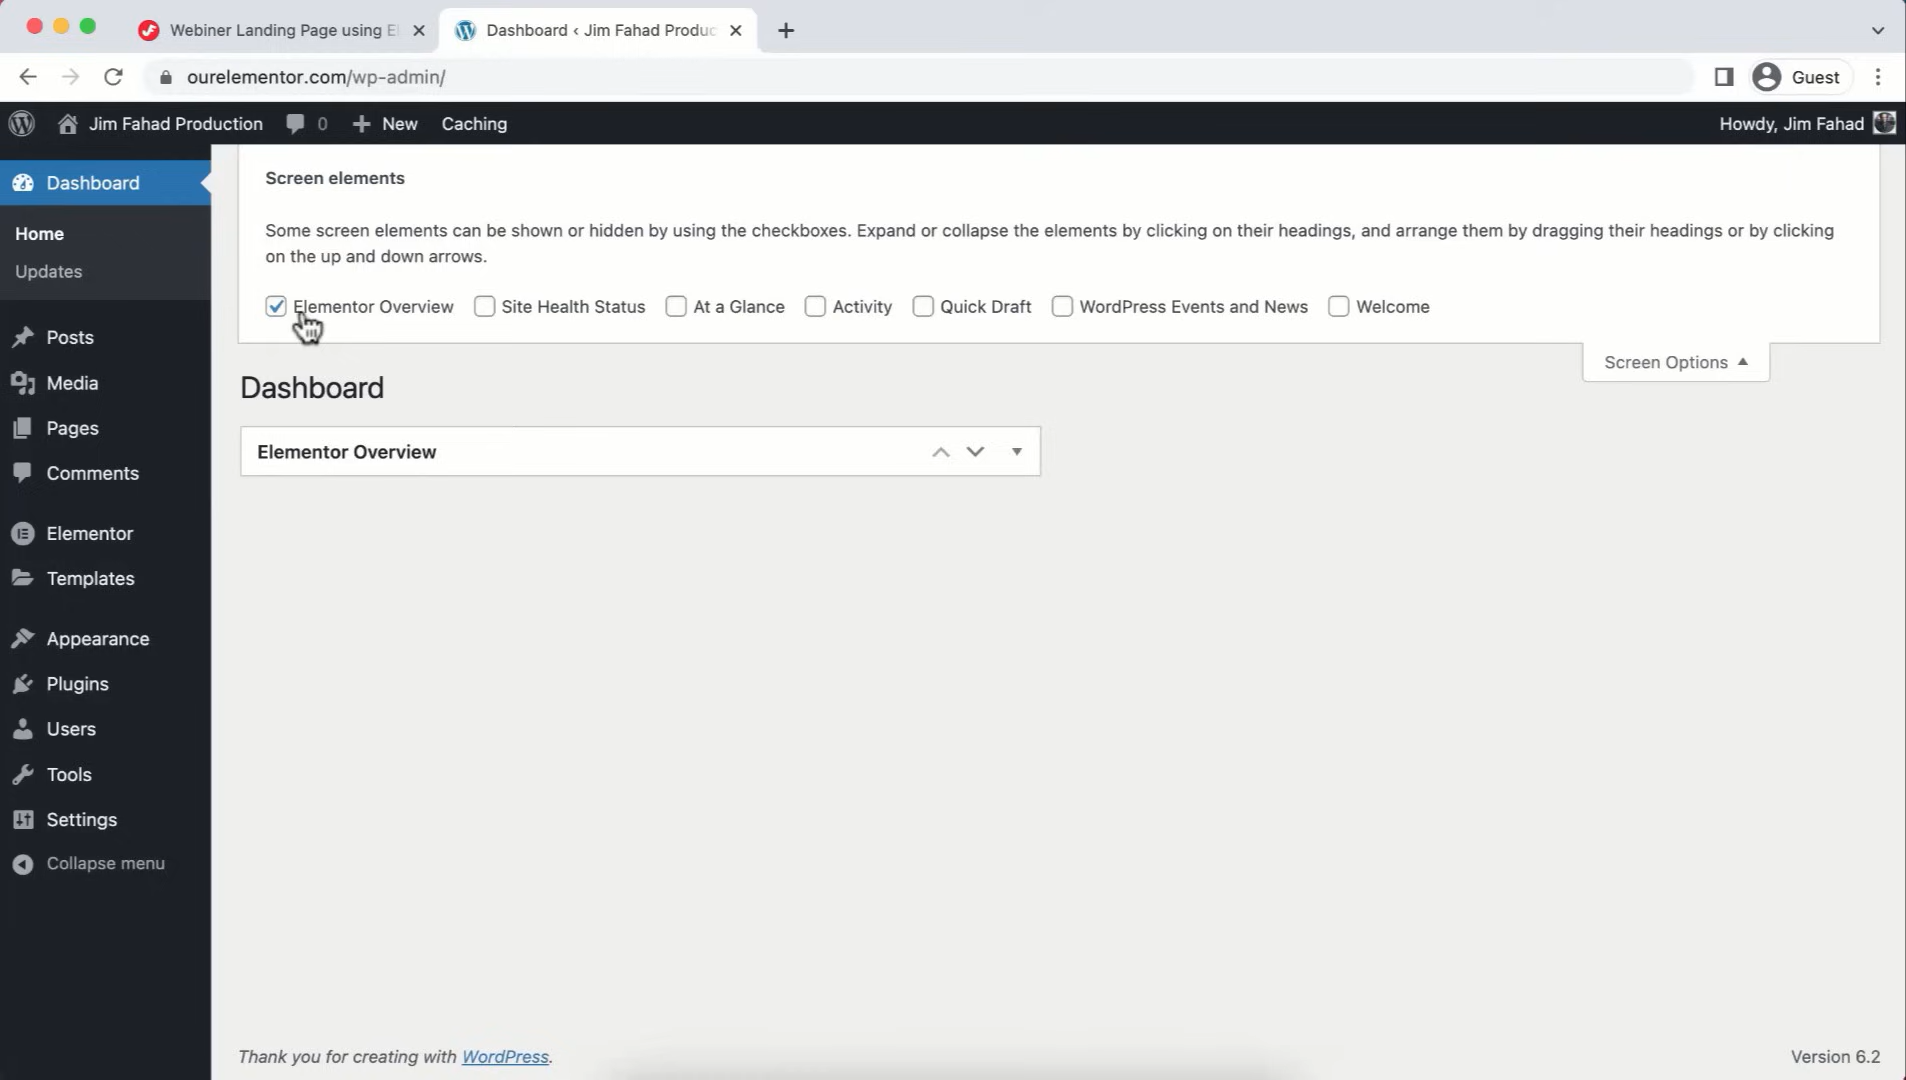 Webiner Landing Page using El
Dashboard ‹ Jim Fahad Produc
ourelementor.com/wp-admin/
Guest
Jim Fahad Production
0
New
Caching
Howdy, Jim Fahad
Dashboard
Home
Updates
Posts
Media
Pages
Comments
Elementor
Templates
Appearance
Plugins
Users
Tools
Settings
Collapse menu
Screen elements
Some screen elements can be shown or hidden by using the checkboxes. Expand or collapse the elements by clicking on their headings, and arrange them by dragging their headings or by clicking
on the up and down arrows.
Elementor Overview Site Health Status At a Glance Activity Quick Draft WordPress Events and News Welcome
Screen Options
Dashboard
Elementor Overview
Thank you for creating with WordPress.
Version 6.2